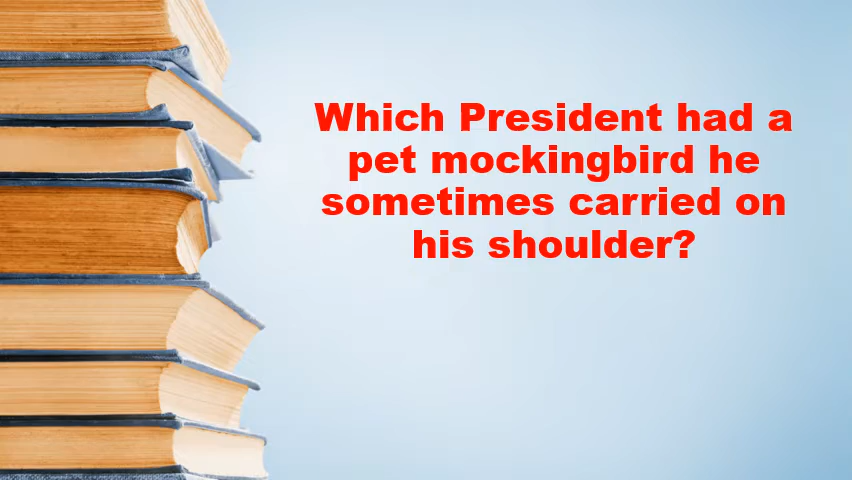 Which President had a
pet mockingbird he
sometimes carried on
his shoulder?